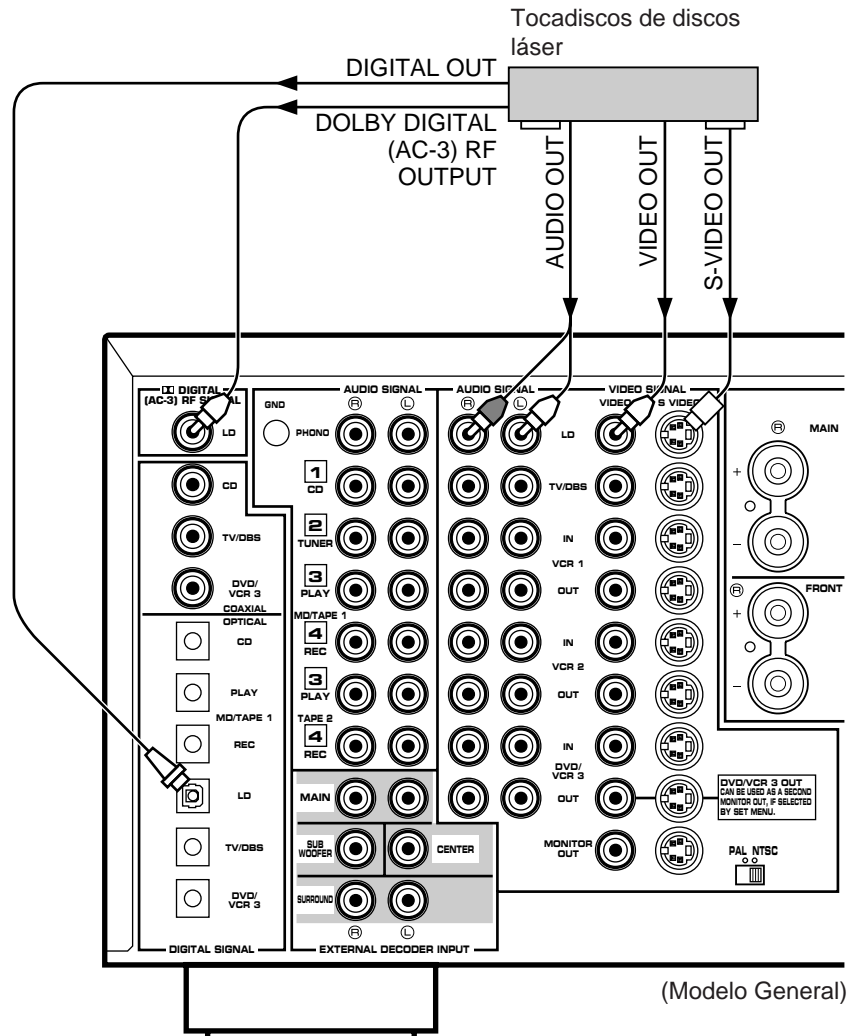 Tocadiscos de discos
láser
DIGITAL OUT
DOLBY DIGITAL
(AC-3) RF
OUTPUT
AUDIO OUT
VIDEO OUT
S-VIDEO OUT
DIGITAL
(AC-3) RF SIGNAL
LD
CD
TV/DBS
DVD/
VCR 3
COAXIAL
OPTICAL
CD
PLAY
MD/TAPE 1
REC
LD
TV/DBS
DVD/
VCR 3
DIGITAL SIGNAL
AUDIO SIGNAL
R L
GND
PHONO
1
CD
2
TUNER
3
PLAY
MD/TAPE 1
4
REC
3
PLAY
TAPE 2
4
REC
MAIN
SUB
WOOFER
CENTER
SURROUND
R L
EXTERNAL DECODER INPUT
AUDIO SIGNAL
R L
VIDEO SIGNAL
VIDEO S VIDEO
LD
TV/DBS
IN
VCR 1
OUT
IN
VCR 2
OUT
IN
DVD/
VCR 3
OUT
MONITOR
OUT
DVD/VCR 3 OUT
CAN BE USED AS A SECOND
MONITOR OUT, IF SELECTED
BY SET MENU.
PAL NTSC
R MAIN
+
–
R FRONT
+
–
(Modelo General)